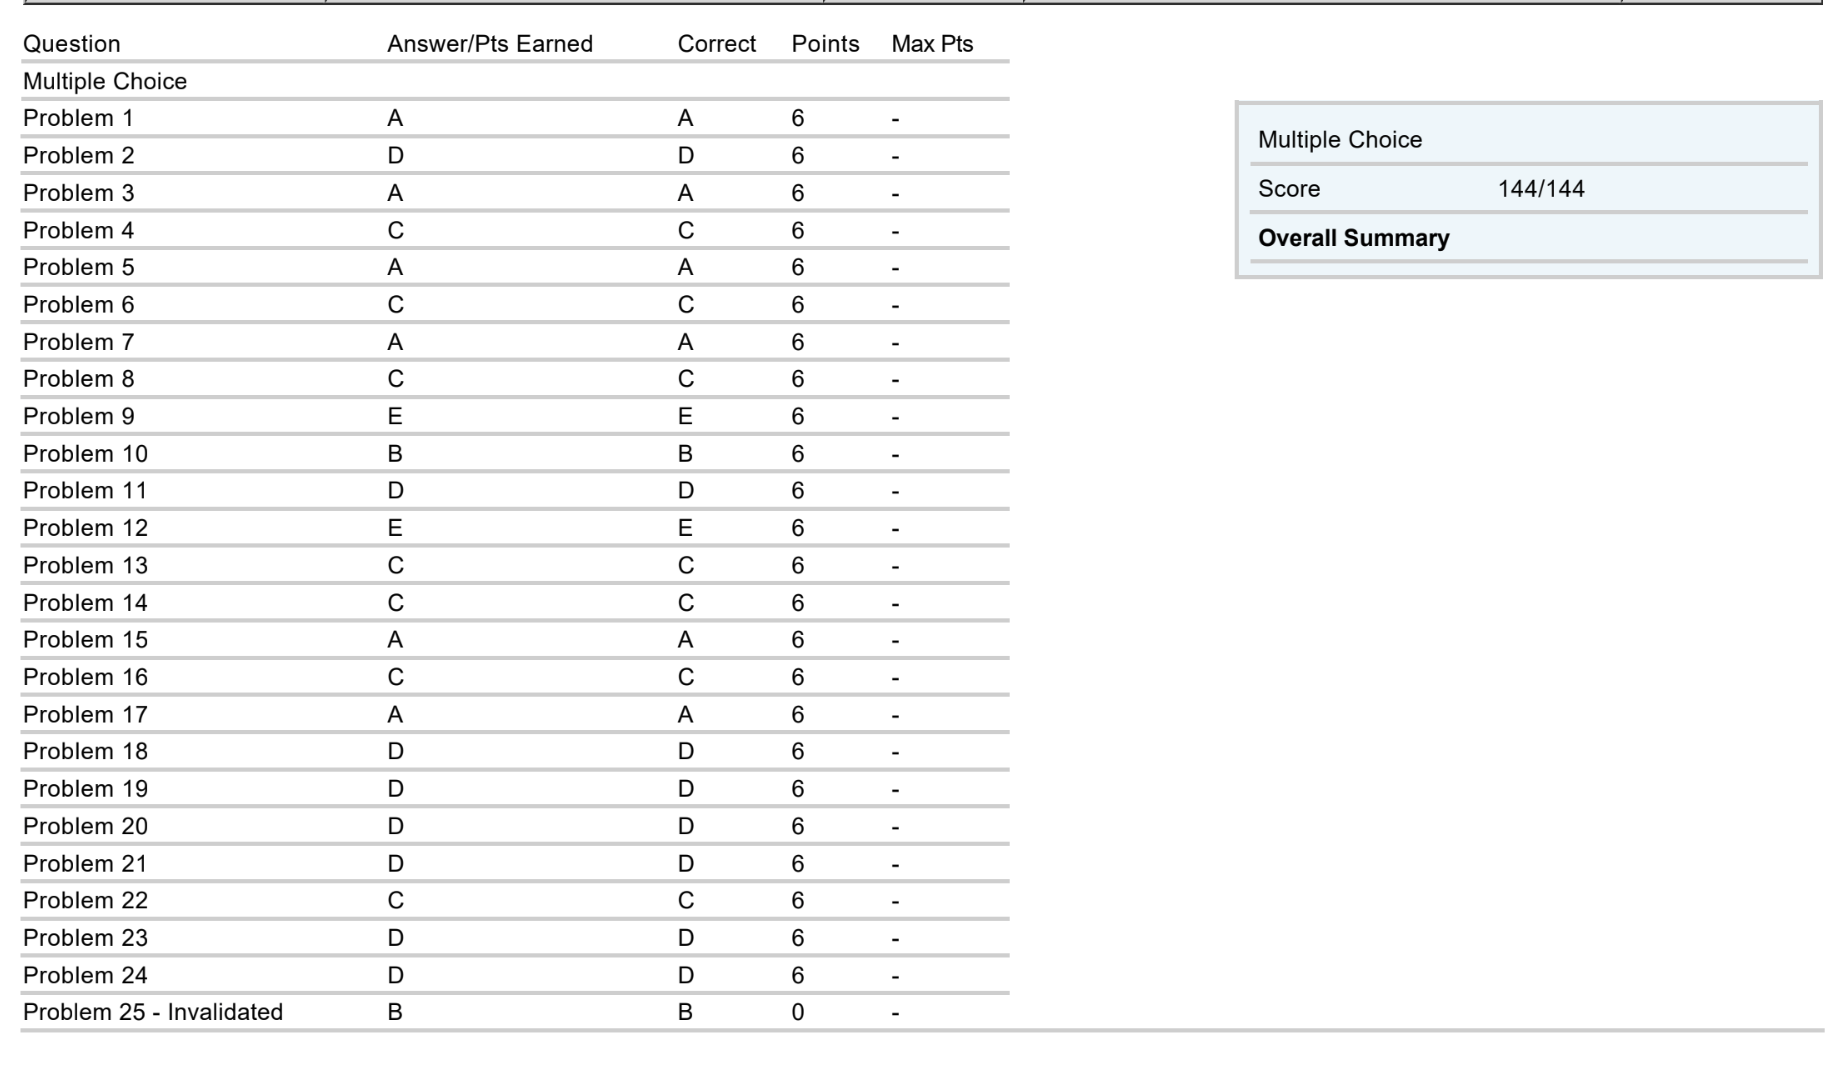 Question Answer/Pts Earned Correct Points Max Pts
Multiple Choice
Problem 1 A A 6 -
Problem 2 D D 6 -
Problem 3 A A 6 -
Problem 4 C C 6 -
Problem 5 A A 6 -
Problem 6 C C 6 -
Problem 7 A A 6 -
Problem 8 C C 6 -
Problem 9 E E 6 -
Problem 10 B B 6 -
Problem 11 D D 6 -
Problem 12 E E 6 -
Problem 13 C C 6 -
Problem 14 C C 6 -
Problem 15 A A 6 -
Problem 16 C C 6 -
Problem 17 A A 6 -
Problem 18 D D 6 -
Problem 19 D D 6 -
Problem 20 D D 6 -
Problem 21 D D 6 -
Problem 22 C C 6 -
Problem 23 D D 6 -
Problem 24 D D 6 -
Problem 25 - Invalidated B B 0 -
Multiple Choice
Score 144/144
Overall Summary